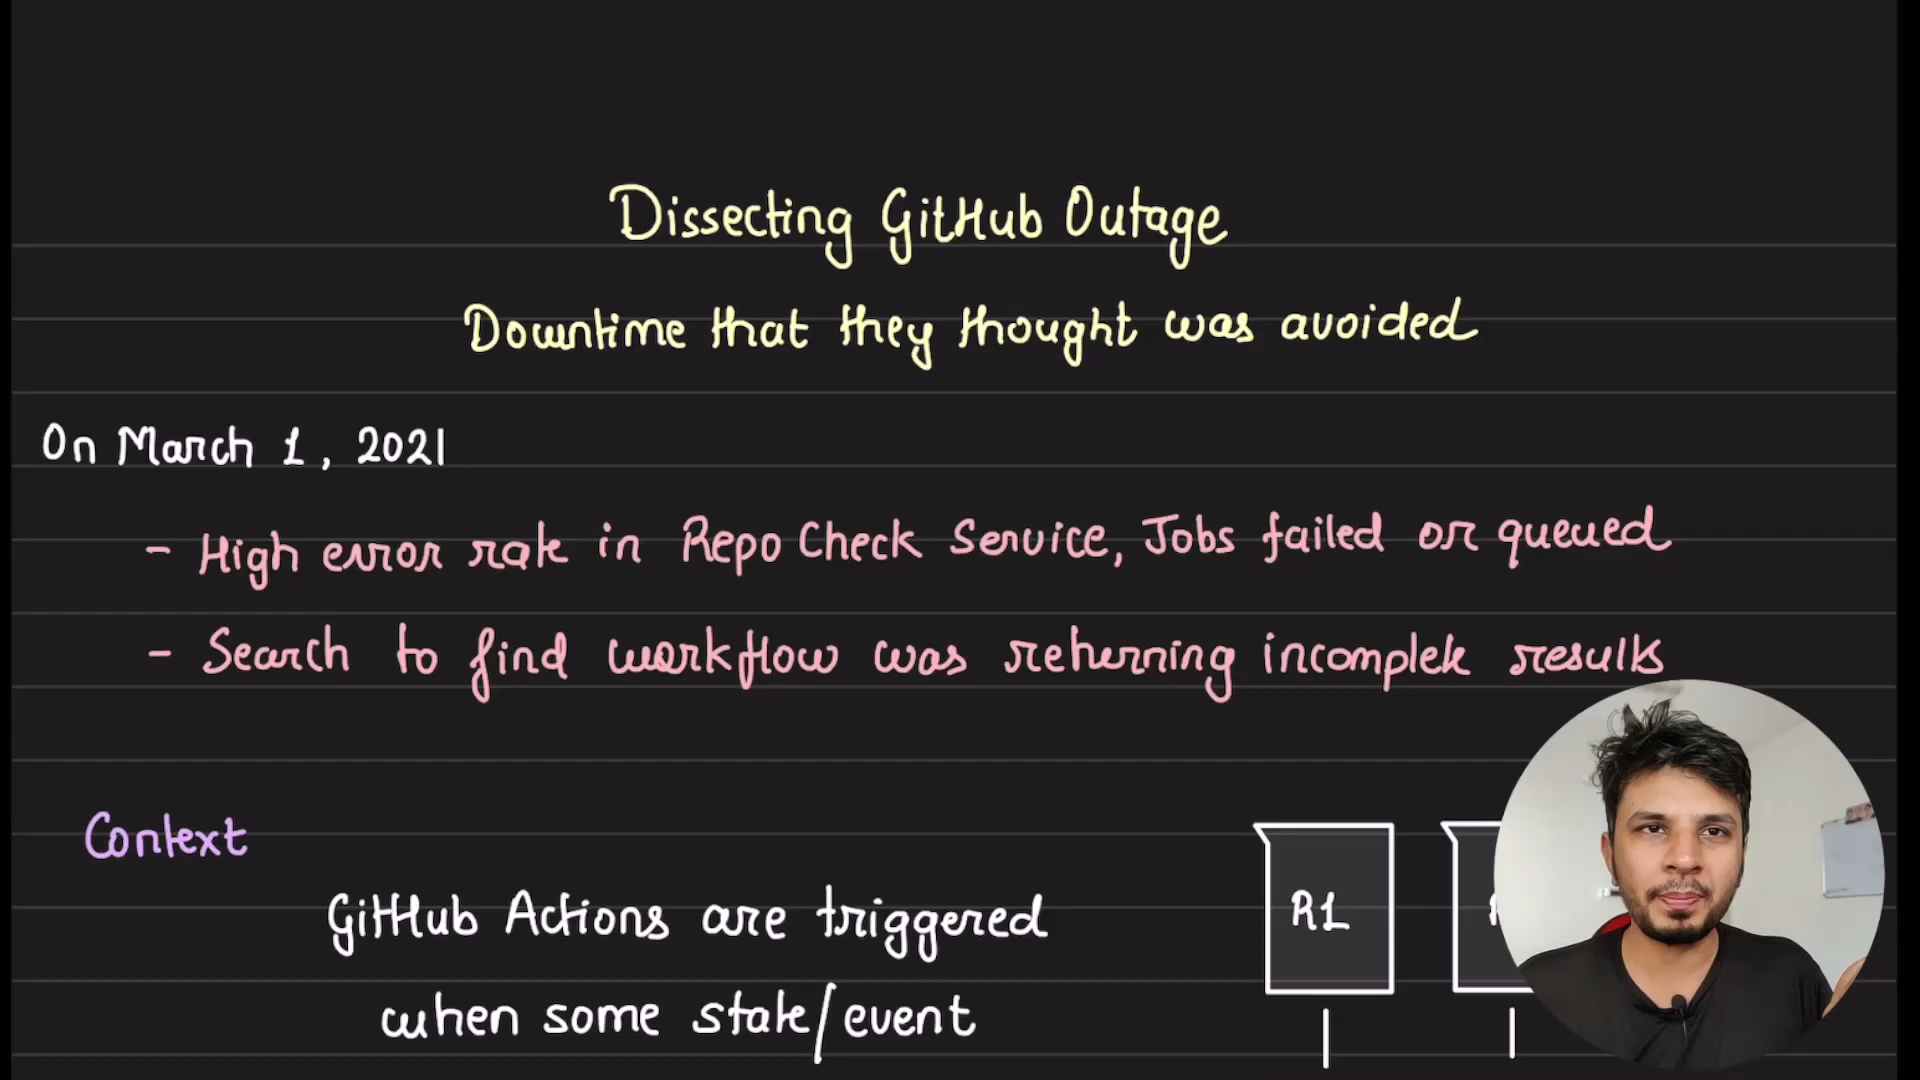 Dissecting GitHub Outage
Downtime that they thought was avoided
On March 1, 2021
- High error rate in Repo Check Service, Jobs failed or queued
- Search to find workflow was returning incomplete results
Context
GitHub Actions are triggered
when some state/event
R1